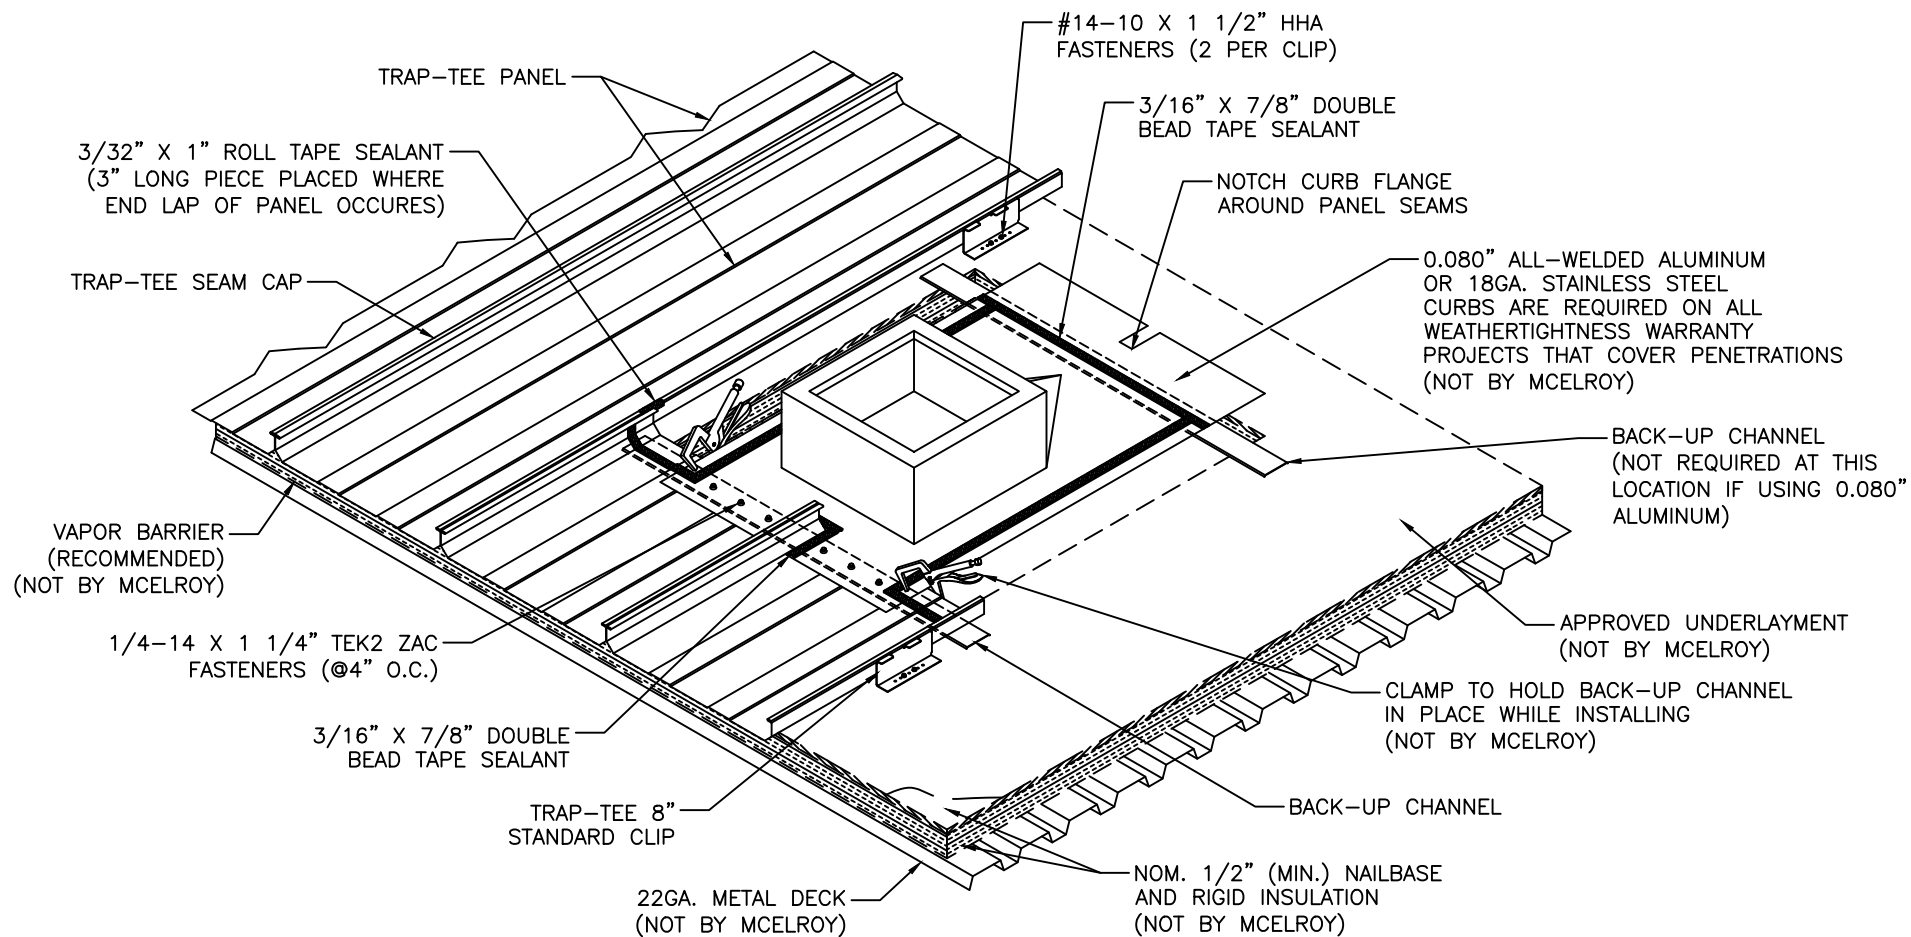 #14-10 X 1 1/2" HHA
FASTENERS (2 PER CLIP)
TRAP-TEE PANEL
3/16" X 7/8" DOUBLE
BEAD TAPE SEALANT
3/32" X 1" ROLL TAPE SEALANT
(3" LONG PIECE PLACED WHERE
END LAP OF PANEL OCCURES)
NOTCH CURB FLANGE
AROUND PANEL SEAMS
TRAP-TEE SEAM CAP
0.080" ALL-WELDED ALUMINUM
OR 18GA. STAINLESS STEEL
CURBS ARE REQUIRED ON ALL
WEATHERTIGHTNESS WARRANTY
PROJECTS THAT COVER PENETRATIONS
(NOT BY MCELROY)
BACK-UP CHANNEL
(NOT REQUIRED AT THIS
LOCATION IF USING 0.080"
ALUMINUM)
VAPOR BARRIER
(RECOMMENDED)
(NOT BY MCELROY)
APPROVED UNDERLAYMENT
(NOT BY MCELROY)
1/4-14 X 1 1/4" TEK2 ZAC
FASTENERS (@4" O.C.)
CLAMP TO HOLD BACK-UP CHANNEL
IN PLACE WHILE INSTALLING
(NOT BY MCELROY)
3/16" X 7/8" DOUBLE
BEAD TAPE SEALANT
TRAP-TEE 8"
STANDARD CLIP
BACK-UP CHANNEL
22GA. METAL DECK
(NOT BY MCELROY)
NOM. 1/2" (MIN.) NAILBASE
AND RIGID INSULATION
(NOT BY MCELROY)